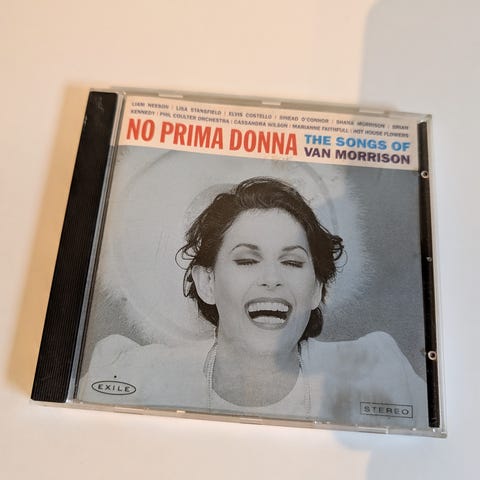 LIAM NEESON / LISA STANSFIELD / ELVIS COSTELLO / SINEAD O'CONNOR / SHANA MORRISON / BRIAN
KENNEDY / PHIL COULTER ORCHESTRA / CASSANDRA WILSON / MARIANNE FAITHFULL / HOT HOUSE FLOWERS
NO PRIMA DONNA THE SONGS OF
VAN MORRISON
EXILE
STEREO